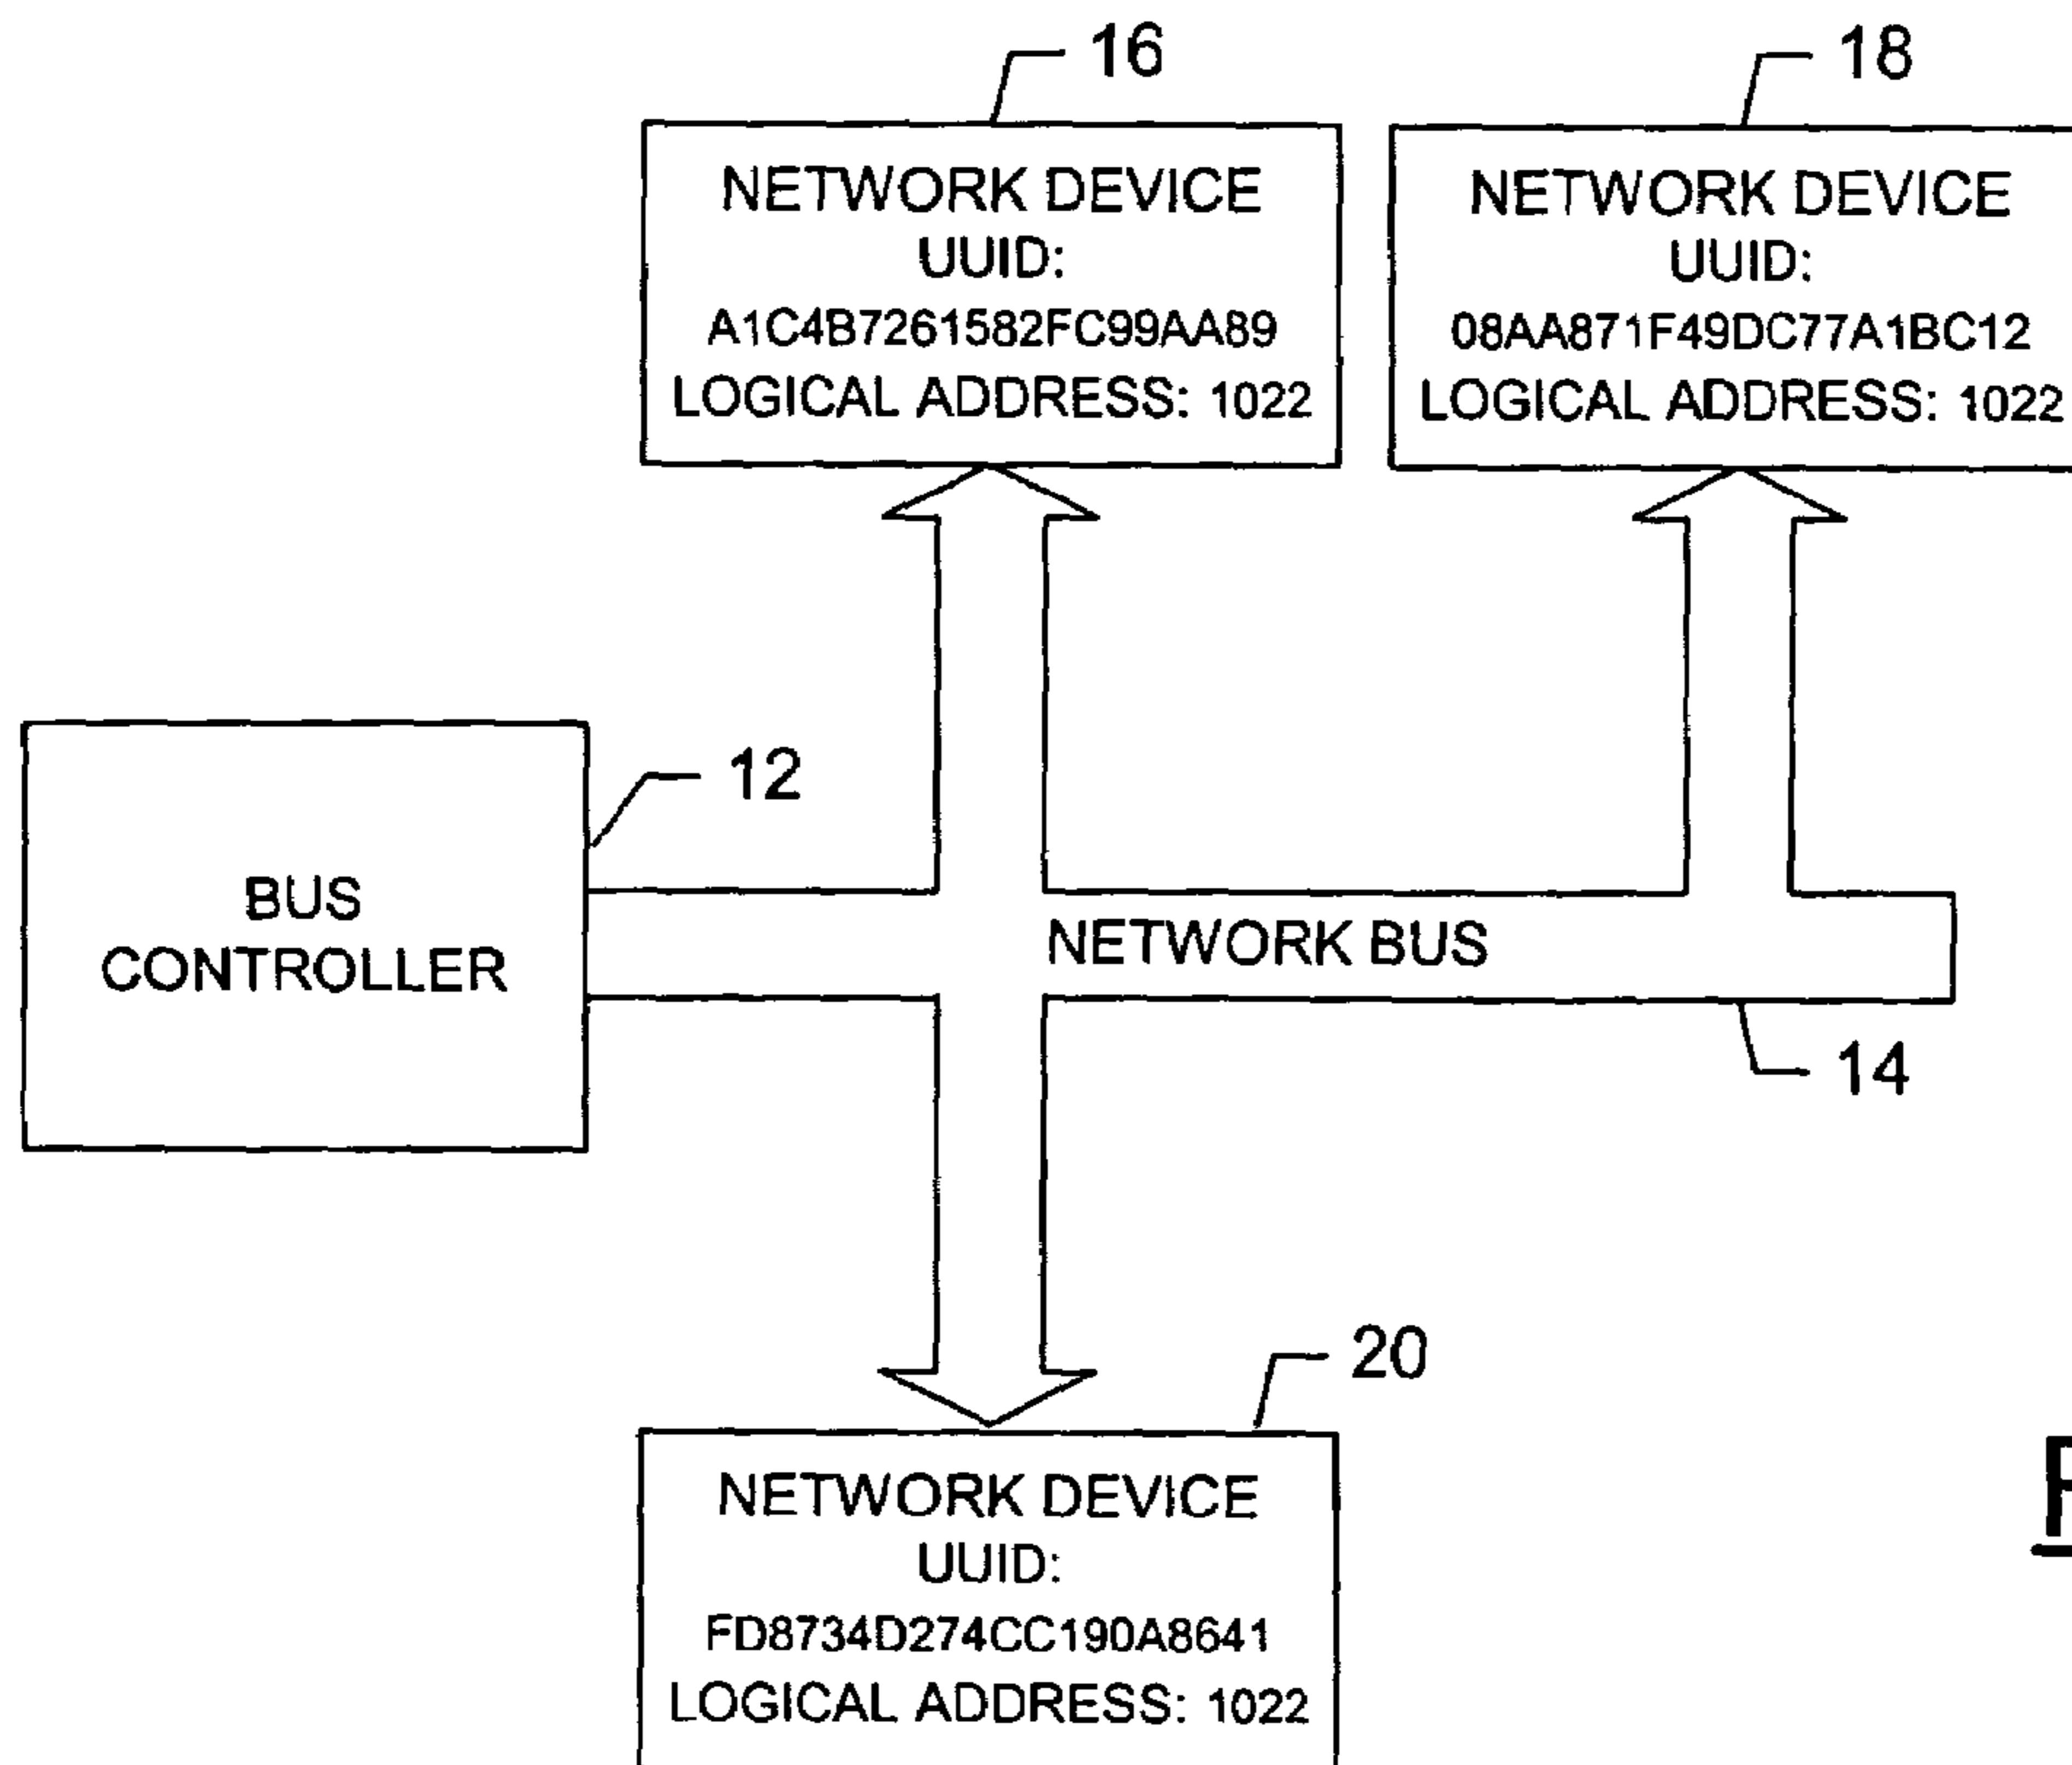 16
NETWORK DEVICE
UUID:
A1C4B7261582FC99AA89
LOGICAL ADDRESS: 1022
18
NETWORK DEVICE
UUID:
08AA871F49DC77A1BC12
LOGICAL ADDRESS: 1022
12
BUS
CONTROLLER
NETWORK BUS
14
20
NETWORK DEVICE
UUID:
FD8734D274CC190A8641
LOGICAL ADDRESS: 1022